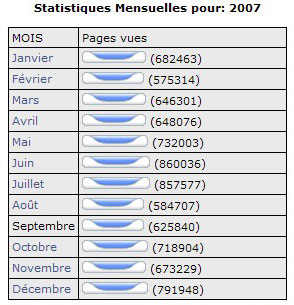 Statistiques Mensuelles pour: 2007
MOIS Pages vues
Janvier (682463)
Février (575314)
Mars (646301)
Avril (648076)
Mai (732003)
Juin (860036)
Juillet (857577)
Août (584707)
Septembre (625840)
Octobre (718904)
Novembre (673229)
Décembre (791948)